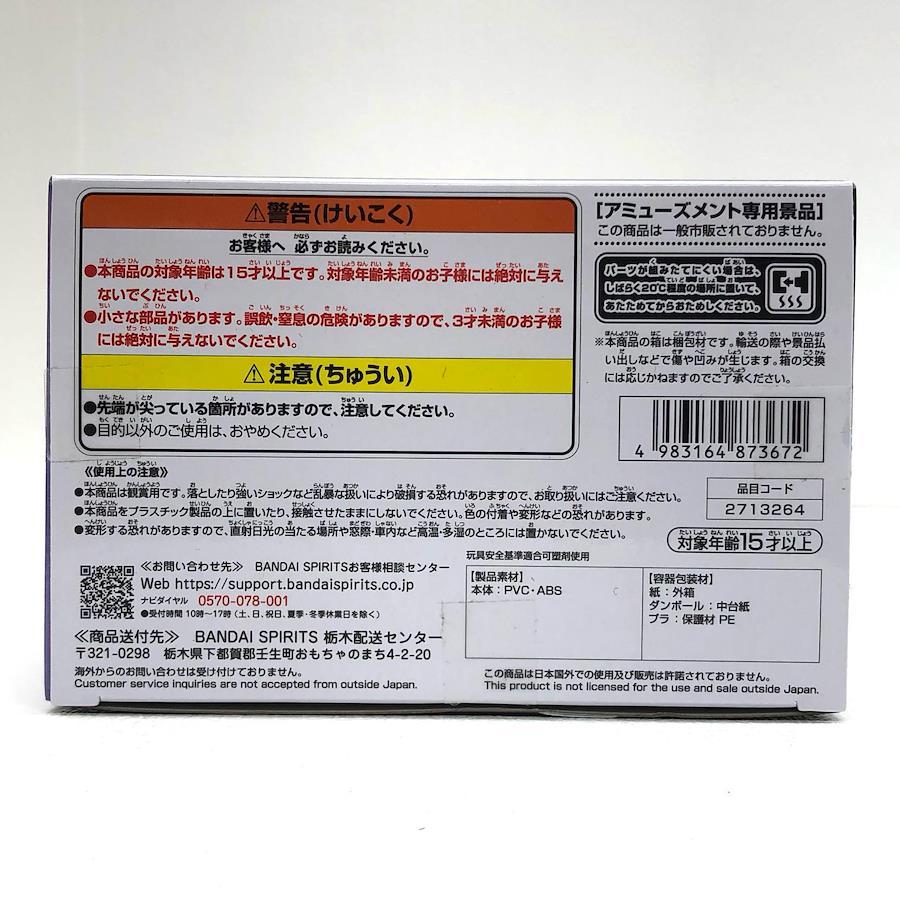 ⚠警告(けいこく)
お客様へ 必ずお読みください。
●本商品の対象年齢は15才以上です。対象年齢未満のお子様には絶対に与え
ないでください。
●小さな部品があります。誤飲・窒息の危険がありますので、3才未満のお子様
には絶対に与えないでください。
⚠注意(ちゅうい)
●先端が尖っている箇所がありますので、注意してください。
●目的以外のご使用は、おやめください。
[アミューズメント専用景品]
この商品は一般市販されておりません。
パーツが組みたてにくい場合は、
しばらく20℃程度の場所に置いて、
あたためてからおためしください。
※本商品の箱は梱包材です。輸送の際や景品払
い出しなどで傷や凹みが生じます。箱の交換
には応じかねますのでご了承ください。
4 983164 873672
品目コード
2713264
対象年齢15才以上
《使用上の注意》
●本商品は観賞用です。落としたり強いショックなど乱暴な扱いにより破損する恐れがありますので、お取り扱いにはご注意ください。
●本商品をプラスチック製品の上に置いたり、接触させたままにしないでください。色の付着や変形などの恐れがあります。
●変形する恐れがありますので、直射日光の当たる場所や窓際・車内など高温・多湿のところには置かないでください。
≪お問い合わせ先≫ BANDAI SPIRITSお客様相談センター
Web https://support.bandaispirits.co.jp
ナビダイヤル 0570-078-001
●受付時間 10時~17時(土、日、祝日、夏季・冬季休業日を除く)
≪商品送付先≫ BANDAI SPIRITS 栃木配送センター
〒321-0298 栃木県下都賀郡壬生町おもちゃのまち4-2-20
海外からのお問い合わせは受け付けておりません。
Customer service inquiries are not accepted from outside Japan.
玩具安全基準適合可塑剤使用
【製品素材】
本体:PVC・ABS
【容器包装材】
紙:外箱
ダンボール:中台紙
プラ:保護材 PE
この商品は日本国外での使用及び販売は許諾されておりません。
This product is not licensed for the use and sale outside Japan.